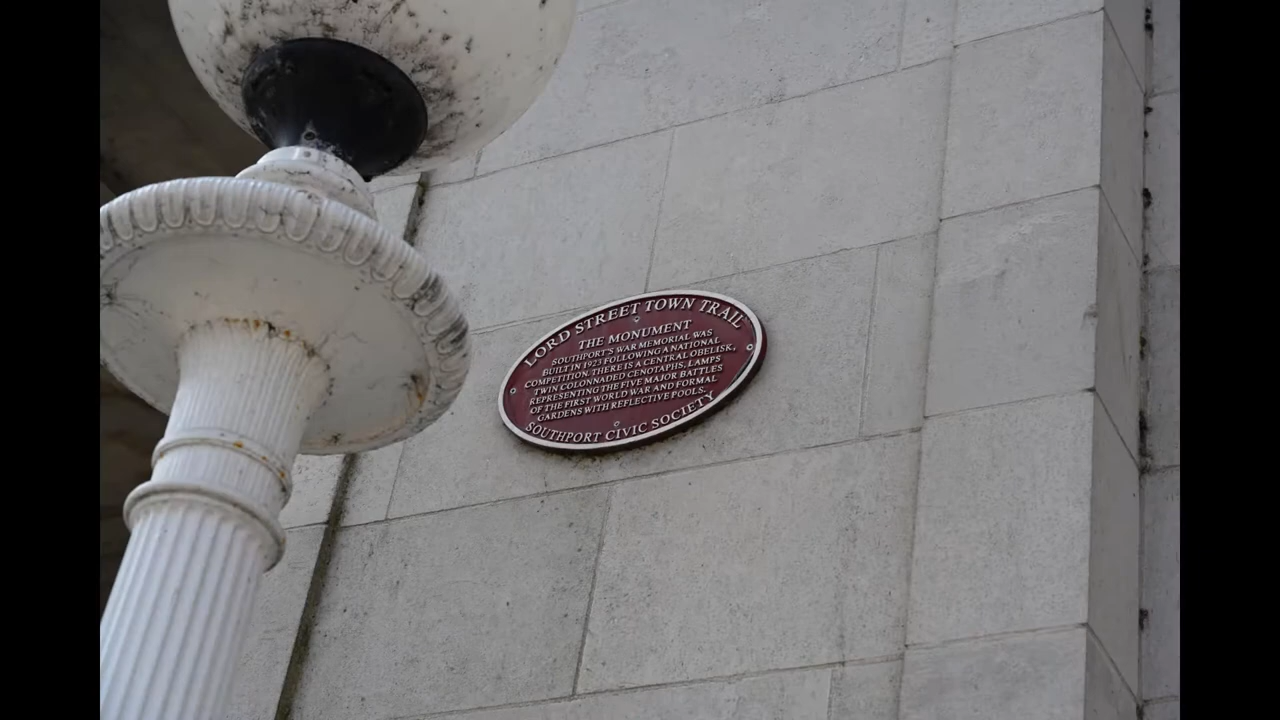 LORD STREET TOWN TRAIL
THE MONUMENT
SOUTHPORT'S WAR MEMORIAL WAS
BUILT IN 1923 FOLLOWING A NATIONAL
COMPETITION. THERE IS A CENTRAL OBELISK,
TWIN COLONNADED CENOTAPHS, LAMPS
REPRESENTING THE FIVE MAJOR BATTLES
OF THE FIRST WORLD WAR AND FORMAL
GARDENS WITH REFLECTIVE POOLS.
SOUTHPORT CIVIC SOCIETY